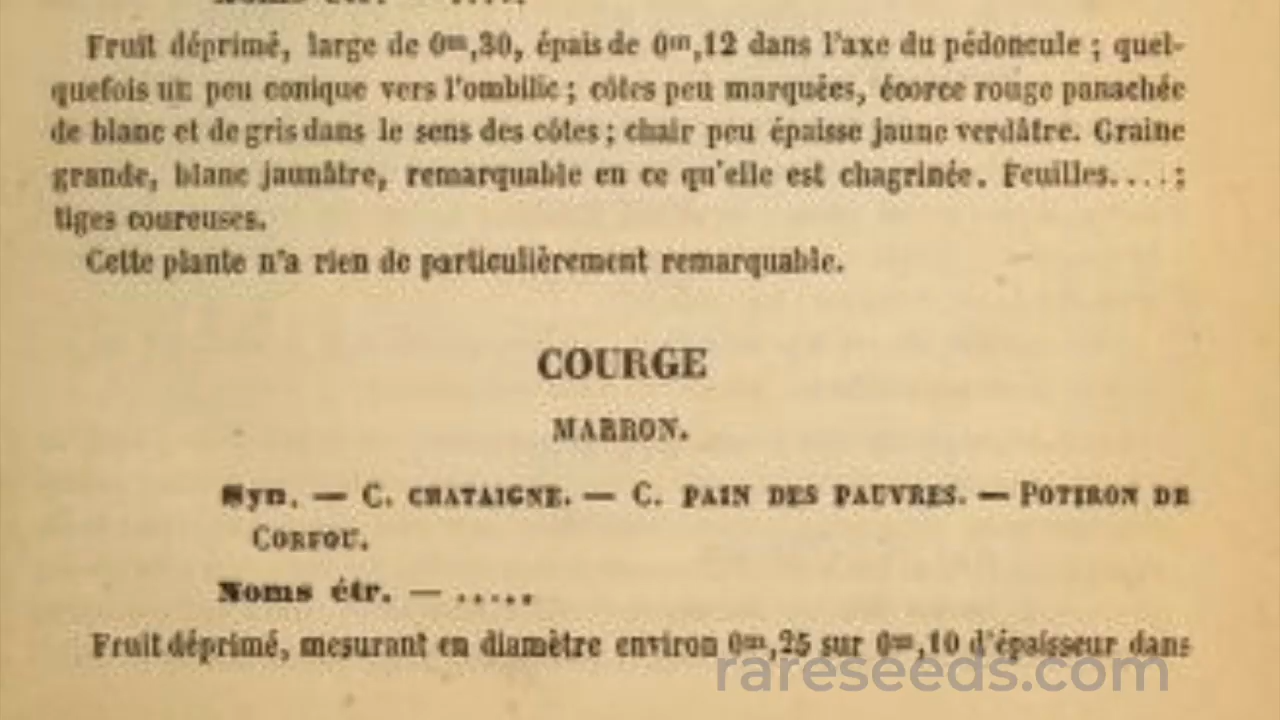 Fruit déprimé, large de 0ᵐ,30, épais de 0ᵐ,12 dans l'axe du pédoncule ; quel-
quefois un peu conique vers l'ombilic ; côtes peu marquées, écorce rouge panachée
de blanc et de gris dans le sens des côtes ; chair peu épaisse jaune verdâtre. Graine
grande, blanc jaunâtre, remarquable en ce qu'elle est chagrinée. Feuilles.... ;
tiges coureuses.
Cette plante n'a rien de particulièrement remarquable.
COURGE
MARRON.
Syn. — C. CHATAIGNE. — C. PAIN DES PAUVRES. — POTIRON DE
CORFOU.
Noms étr. — .....
Fruit déprimé, mesurant en diamètre environ 0ᵐ,25 sur 0ᵐ,10 d'épaisseur dans
rareseeds.com